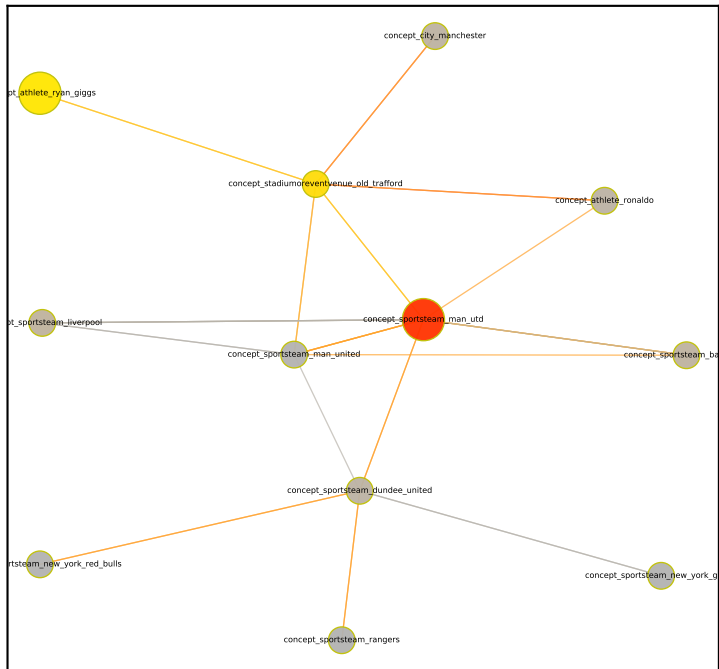 concept_city_manchester
pt_athlete_ryan_giggs
concept_stadiumoreventvenue_old_trafford
concept_athlete_ronaldo
concept_sportsteam_man_utd
pt_sportsteam_liverpool
concept_sportsteam_man_united
concept_sportsteam_ba
concept_sportsteam_dundee_united
rtsteam_new_york_red_bulls
concept_sportsteam_new_york_g
concept_sportsteam_rangers